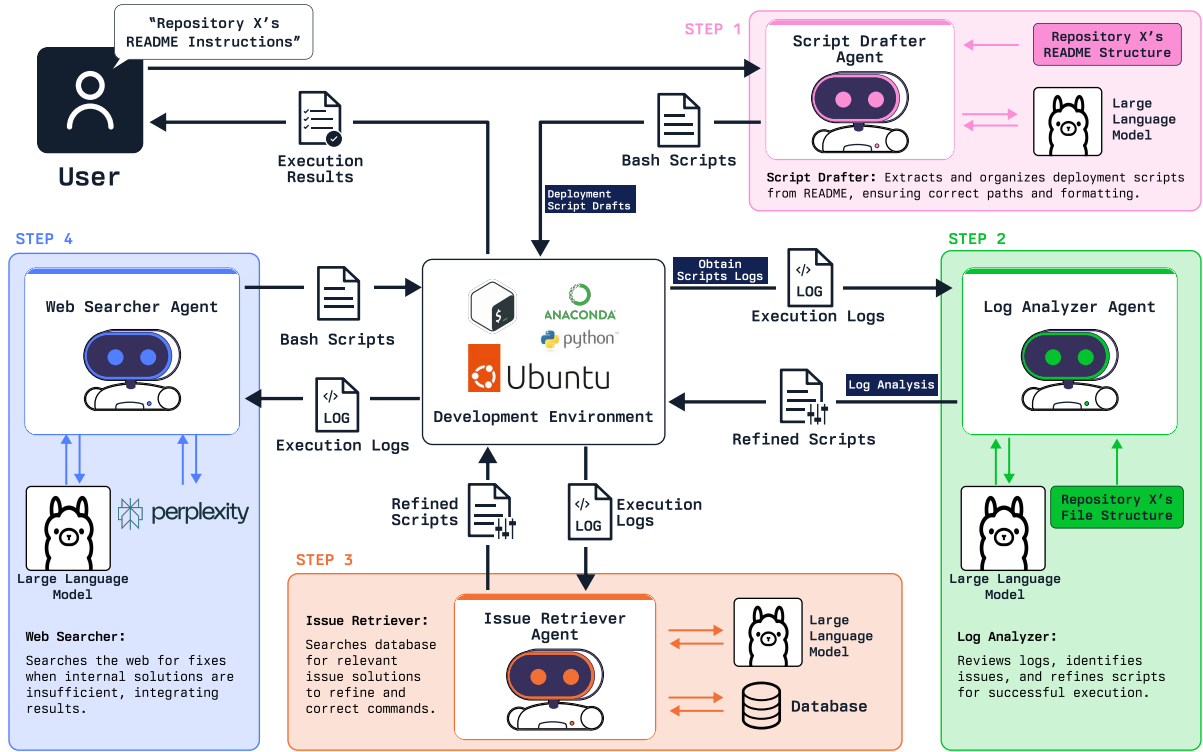 “Repository X’s
README Instructions”
User
Execution
Results
STEP 1
Script Drafter
Agent
Repository X’s
README Structure
Large
Language
Model
Script Drafter: Extracts and organizes deployment scripts
from README, ensuring correct paths and formatting.
Bash Scripts
Deployment
Script Drafts
STEP 4
Web Searcher Agent
perplexity
Large Language
Model
Web Searcher:
Searches the web for fixes
when internal solutions are
insufficient, integrating
results.
Bash Scripts
LOG
Execution Logs
$_
ANACONDA
python™
Ubuntu
Development Environment
Obtain
Scripts Logs
</>
LOG
Execution Logs
Log Analysis
Refined Scripts
STEP 2
Log Analyzer Agent
Repository X’s
File Structure
Large Language
Model
Log Analyzer:
Reviews logs, identifies
issues, and refines scripts
for successful execution.
Refined
Scripts
</>
LOG
Execution
Logs
STEP 3
Issue Retriever:
Searches database
for relevant
issue solutions
to refine and
correct commands.
Issue Retriever
Agent
Large
Language
Model
Database